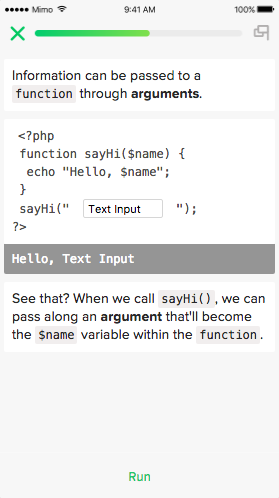 ●●●●● Mimo 9:41 AM 100%
Information can be passed to a
function through arguments.
<?php
function sayHi($name) {
echo "Hello, $name";
}
sayHi(" Text Input ");
?>
Hello, Text Input
See that? When we call sayHi(), we can
pass along an argument that'll become
the $name variable within the function.
Run